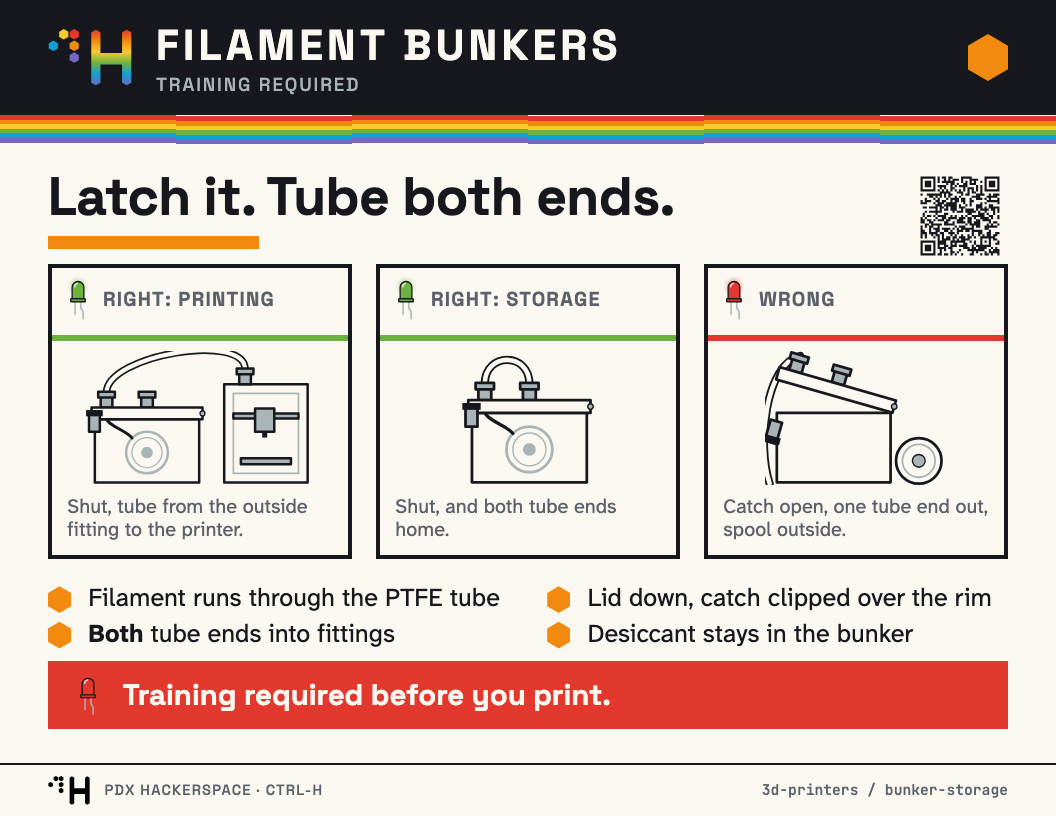 H FILAMENT BUNKERS
TRAINING REQUIRED
Latch it. Tube both ends.
RIGHT: PRINTING
Shut, tube from the outside
fitting to the printer.
RIGHT: STORAGE
Shut, and both tube ends
home.
WRONG
Catch open, one tube end out,
spool outside.
Filament runs through the PTFE tube
Both tube ends into fittings
Lid down, catch clipped over the rim
Desiccant stays in the bunker
Training required before you print.
H PDX HACKERSPACE · CTRL-H
3d-printers / bunker-storage